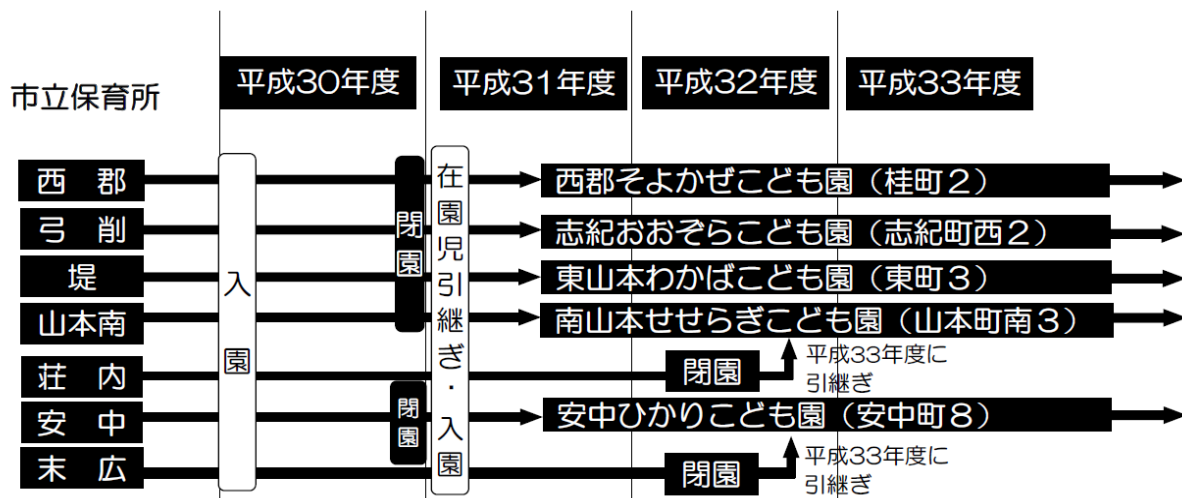 市立保育所
平成30年度
平成31年度
平成32年度
平成33年度
西　郡
弓　削
堤
山本南
荘　内
安　中
末　広
入園
閉園
閉園
在園児引継ぎ・入園
西郡そよかぜこども園（桂町２）
志紀おおぞらこども園（志紀町西２）
東山本わかばこども園（東町３）
南山本せせらぎこども園（山本町南３）
閉園
平成33年度に
引継ぎ
安中ひかりこども園（安中町８）
閉園
平成33年度に
引継ぎ